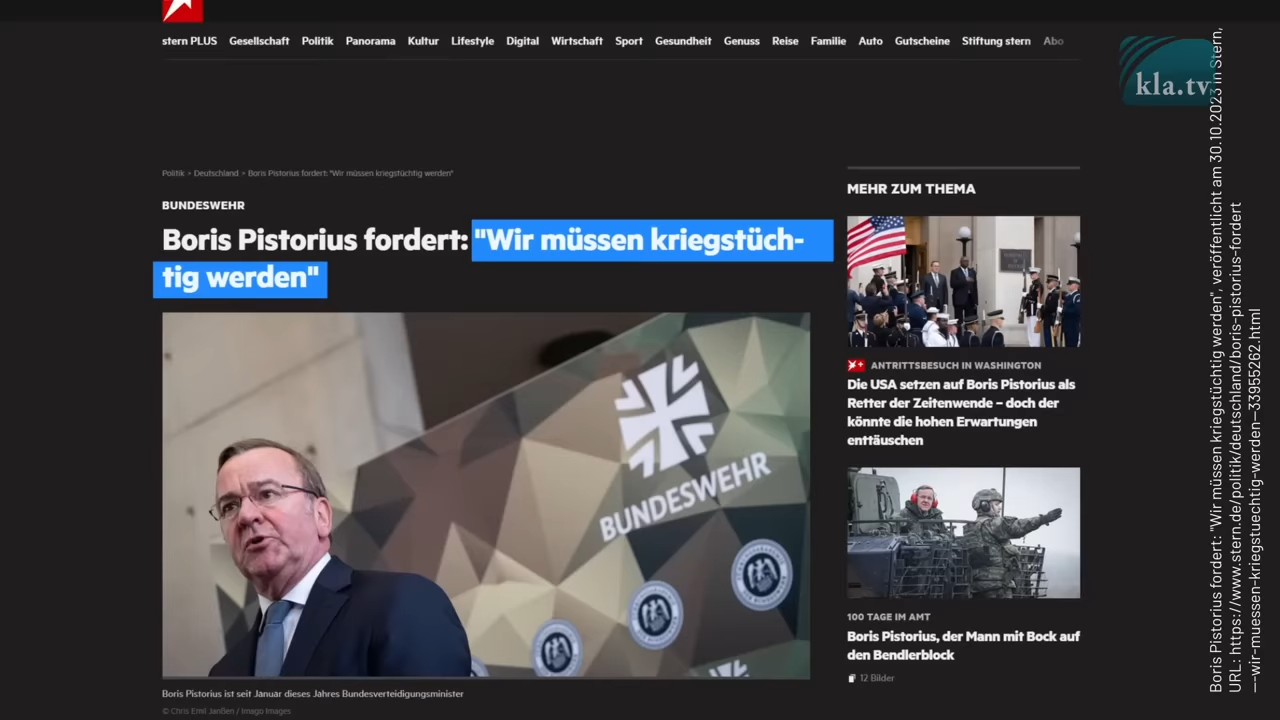 stern PLUS Gesellschaft Politik Panorama Kultur Lifestyle Digital Wirtschaft Sport Gesundheit Genuss Reise Familie Auto Gutscheine Stiftung stern Abo
kla.tv
Politik > Deutschland > Boris Pistorius fordert: "Wir müssen kriegstüchtig werden"
BUNDESWEHR
Boris Pistorius fordert: "Wir müssen kriegstüch-
tig werden"
BUNDESWEHR
Boris Pistorius ist seit Januar dieses Jahres Bundesverteidigungsminister
© Chris Emil Janßen / Imago Images
MEHR ZUM THEMA
ANTRITTSBESUCH IN WASHINGTON
Die USA setzen auf Boris Pistorius als
Retter der Zeitenwende – doch der
könnte die hohen Erwartungen
enttäuschen
100 TAGE IM AMT
Boris Pistorius, der Mann mit Bock auf
den Bendlerblock
12 Bilder
Boris Pistorius fordert: "Wir müssen kriegstüchtig werden", veröffentlicht am 30.10.2023 in Stern,
URL: https://www.stern.de/politik/deutschland/boris-pistorius-fordert
---wir-muessen-kriegstuechtig-werden--33955262.html